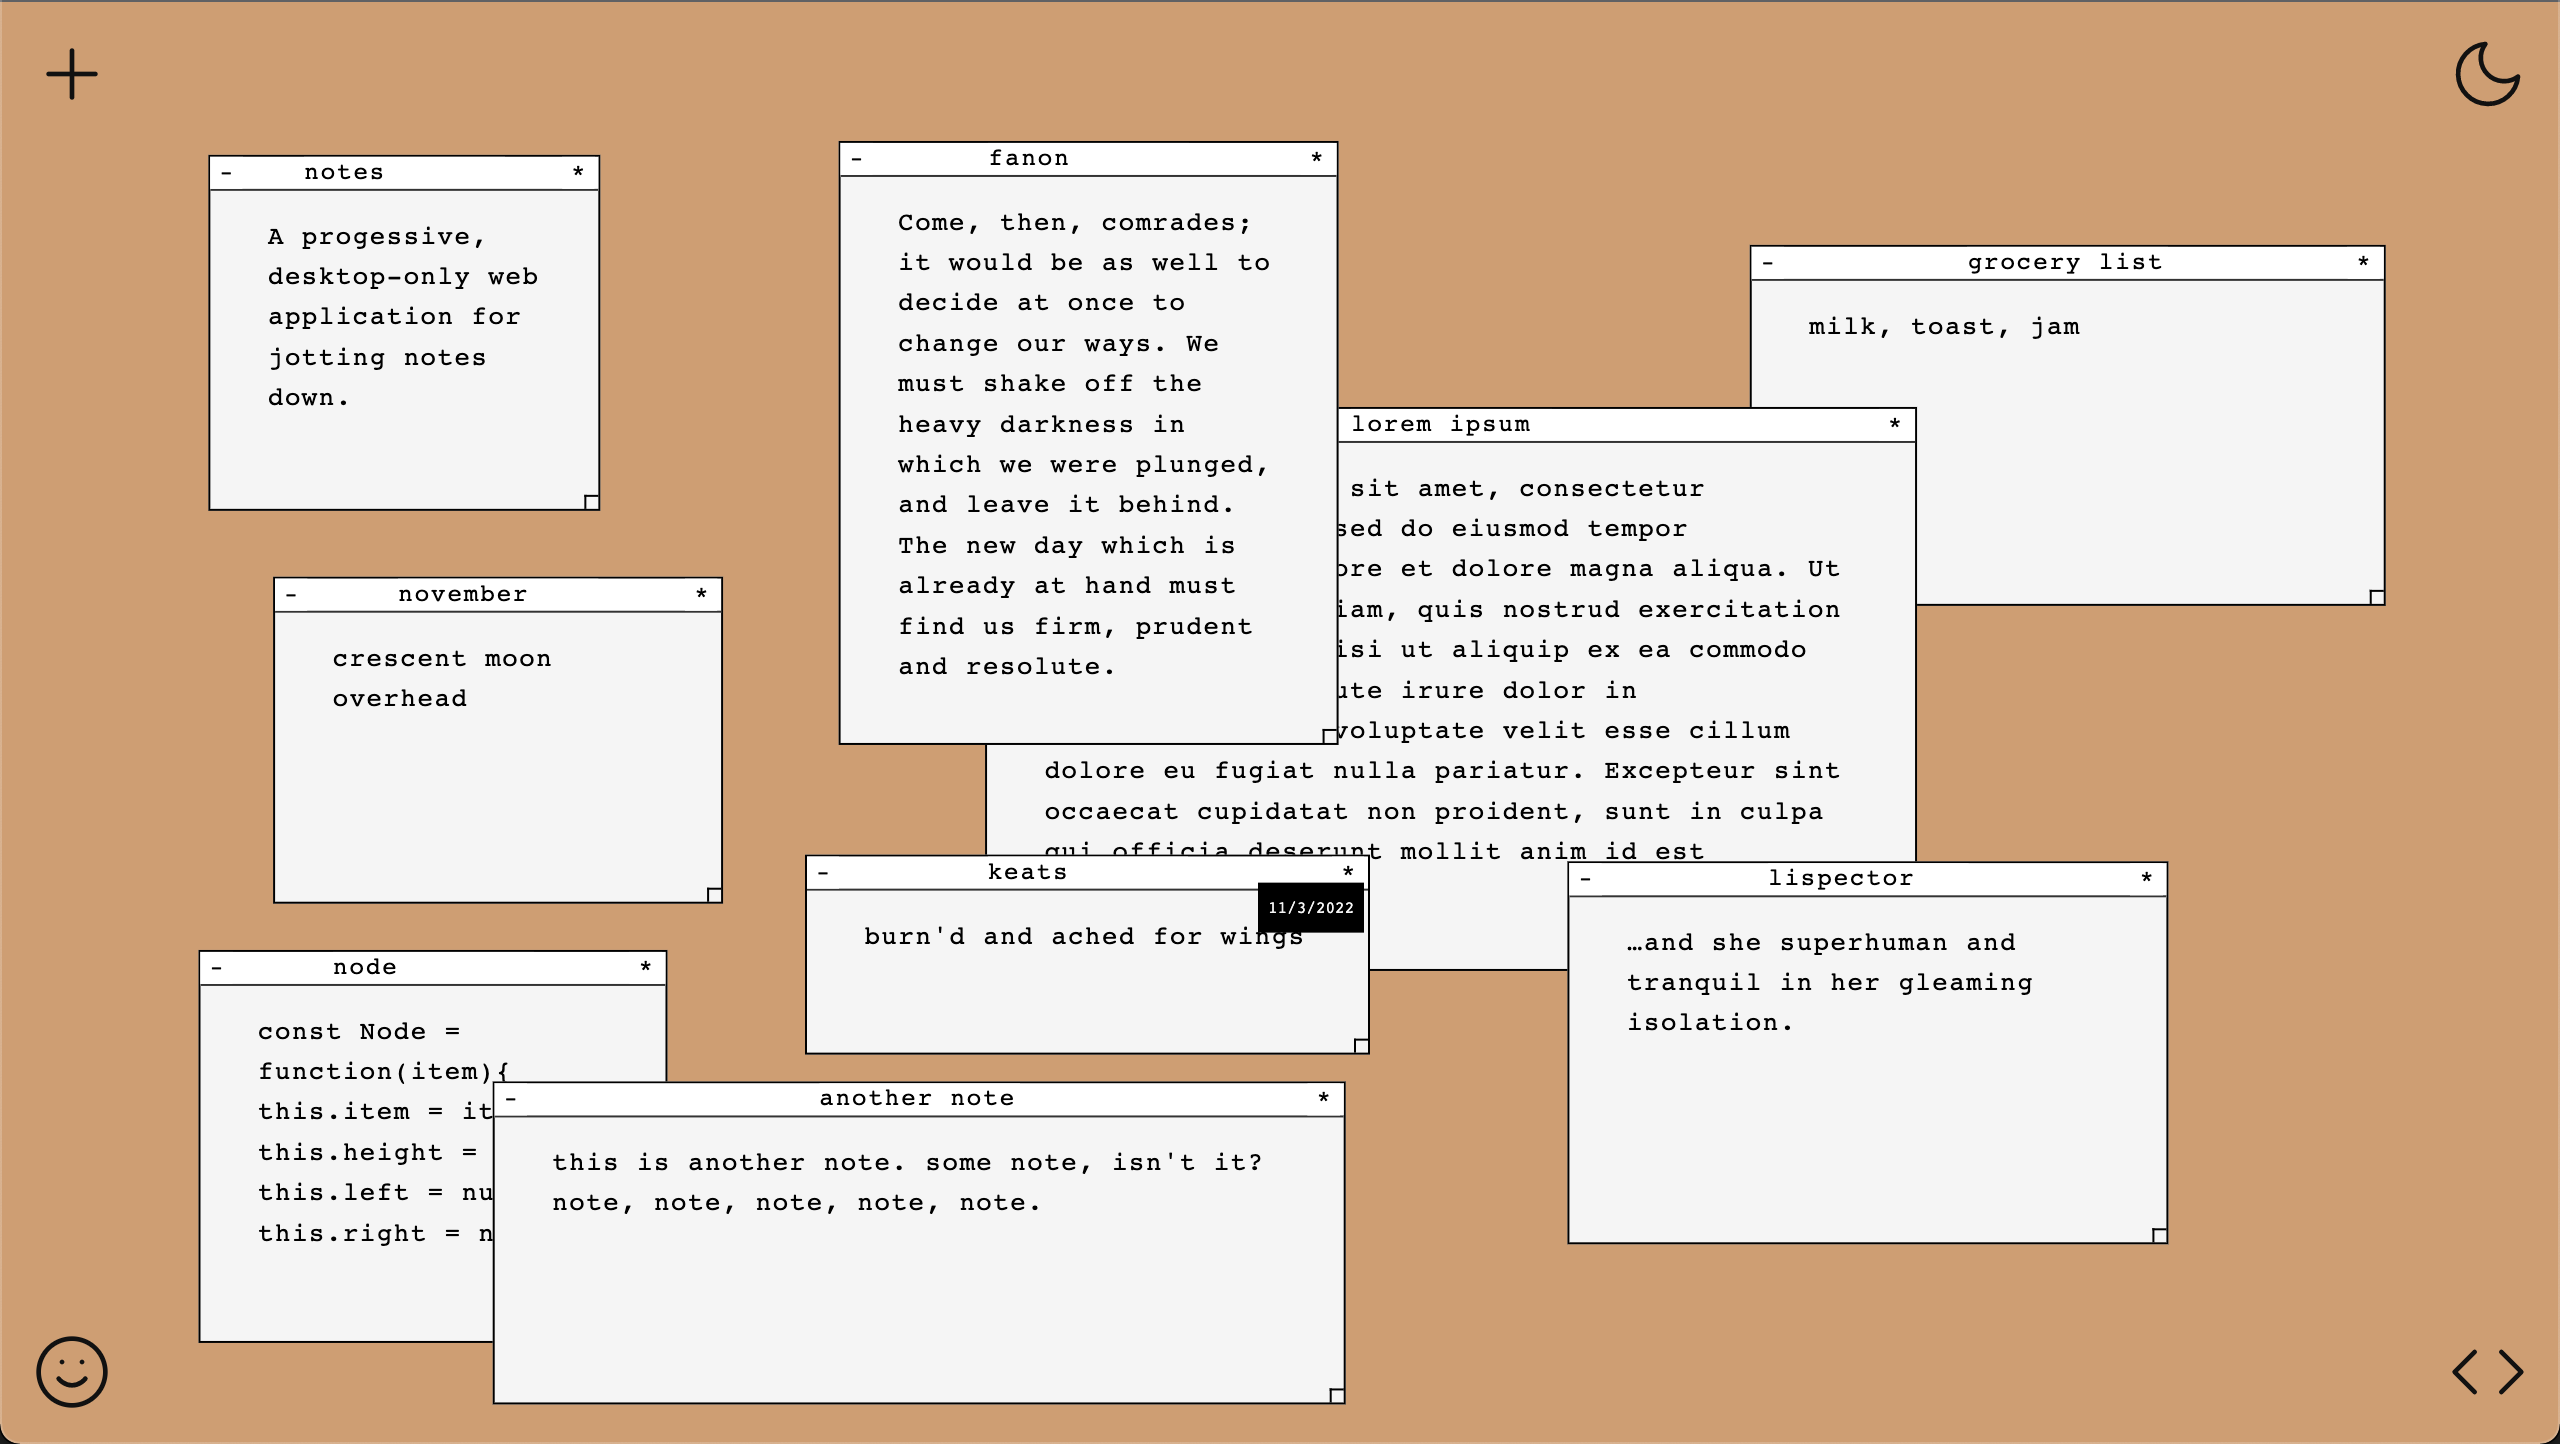 - notes *
A progessive,
desktop-only web
application for
jotting notes
down.
- fanon *
Come, then, comrades;
it would be as well to
decide at once to
change our ways. We
must shake off the
heavy darkness in
which we were plunged,
and leave it behind.
The new day which is
already at hand must
find us firm, prudent
and resolute.
- grocery list *
milk, toast, jam
lorem ipsum *
sit amet, consectetur
sed do eiusmod tempor
ore et dolore magna aliqua. Ut
iam, quis nostrud exercitation
isi ut aliquip ex ea commodo
ute irure dolor in
voluptate velit esse cillum
dolore eu fugiat nulla pariatur. Excepteur sint
occaecat cupidatat non proident, sunt in culpa
qui officia deserunt mollit anim id est
- november *
crescent moon
overhead
- keats *
11/3/2022
burn'd and ached for wings
- lispector *
…and she superhuman and
tranquil in her gleaming
isolation.
- node *
const Node =
function(item){
this.item = it
this.height =
this.left = nu
this.right = n
- another note *
this is another note. some note, isn't it?
note, note, note, note, note.